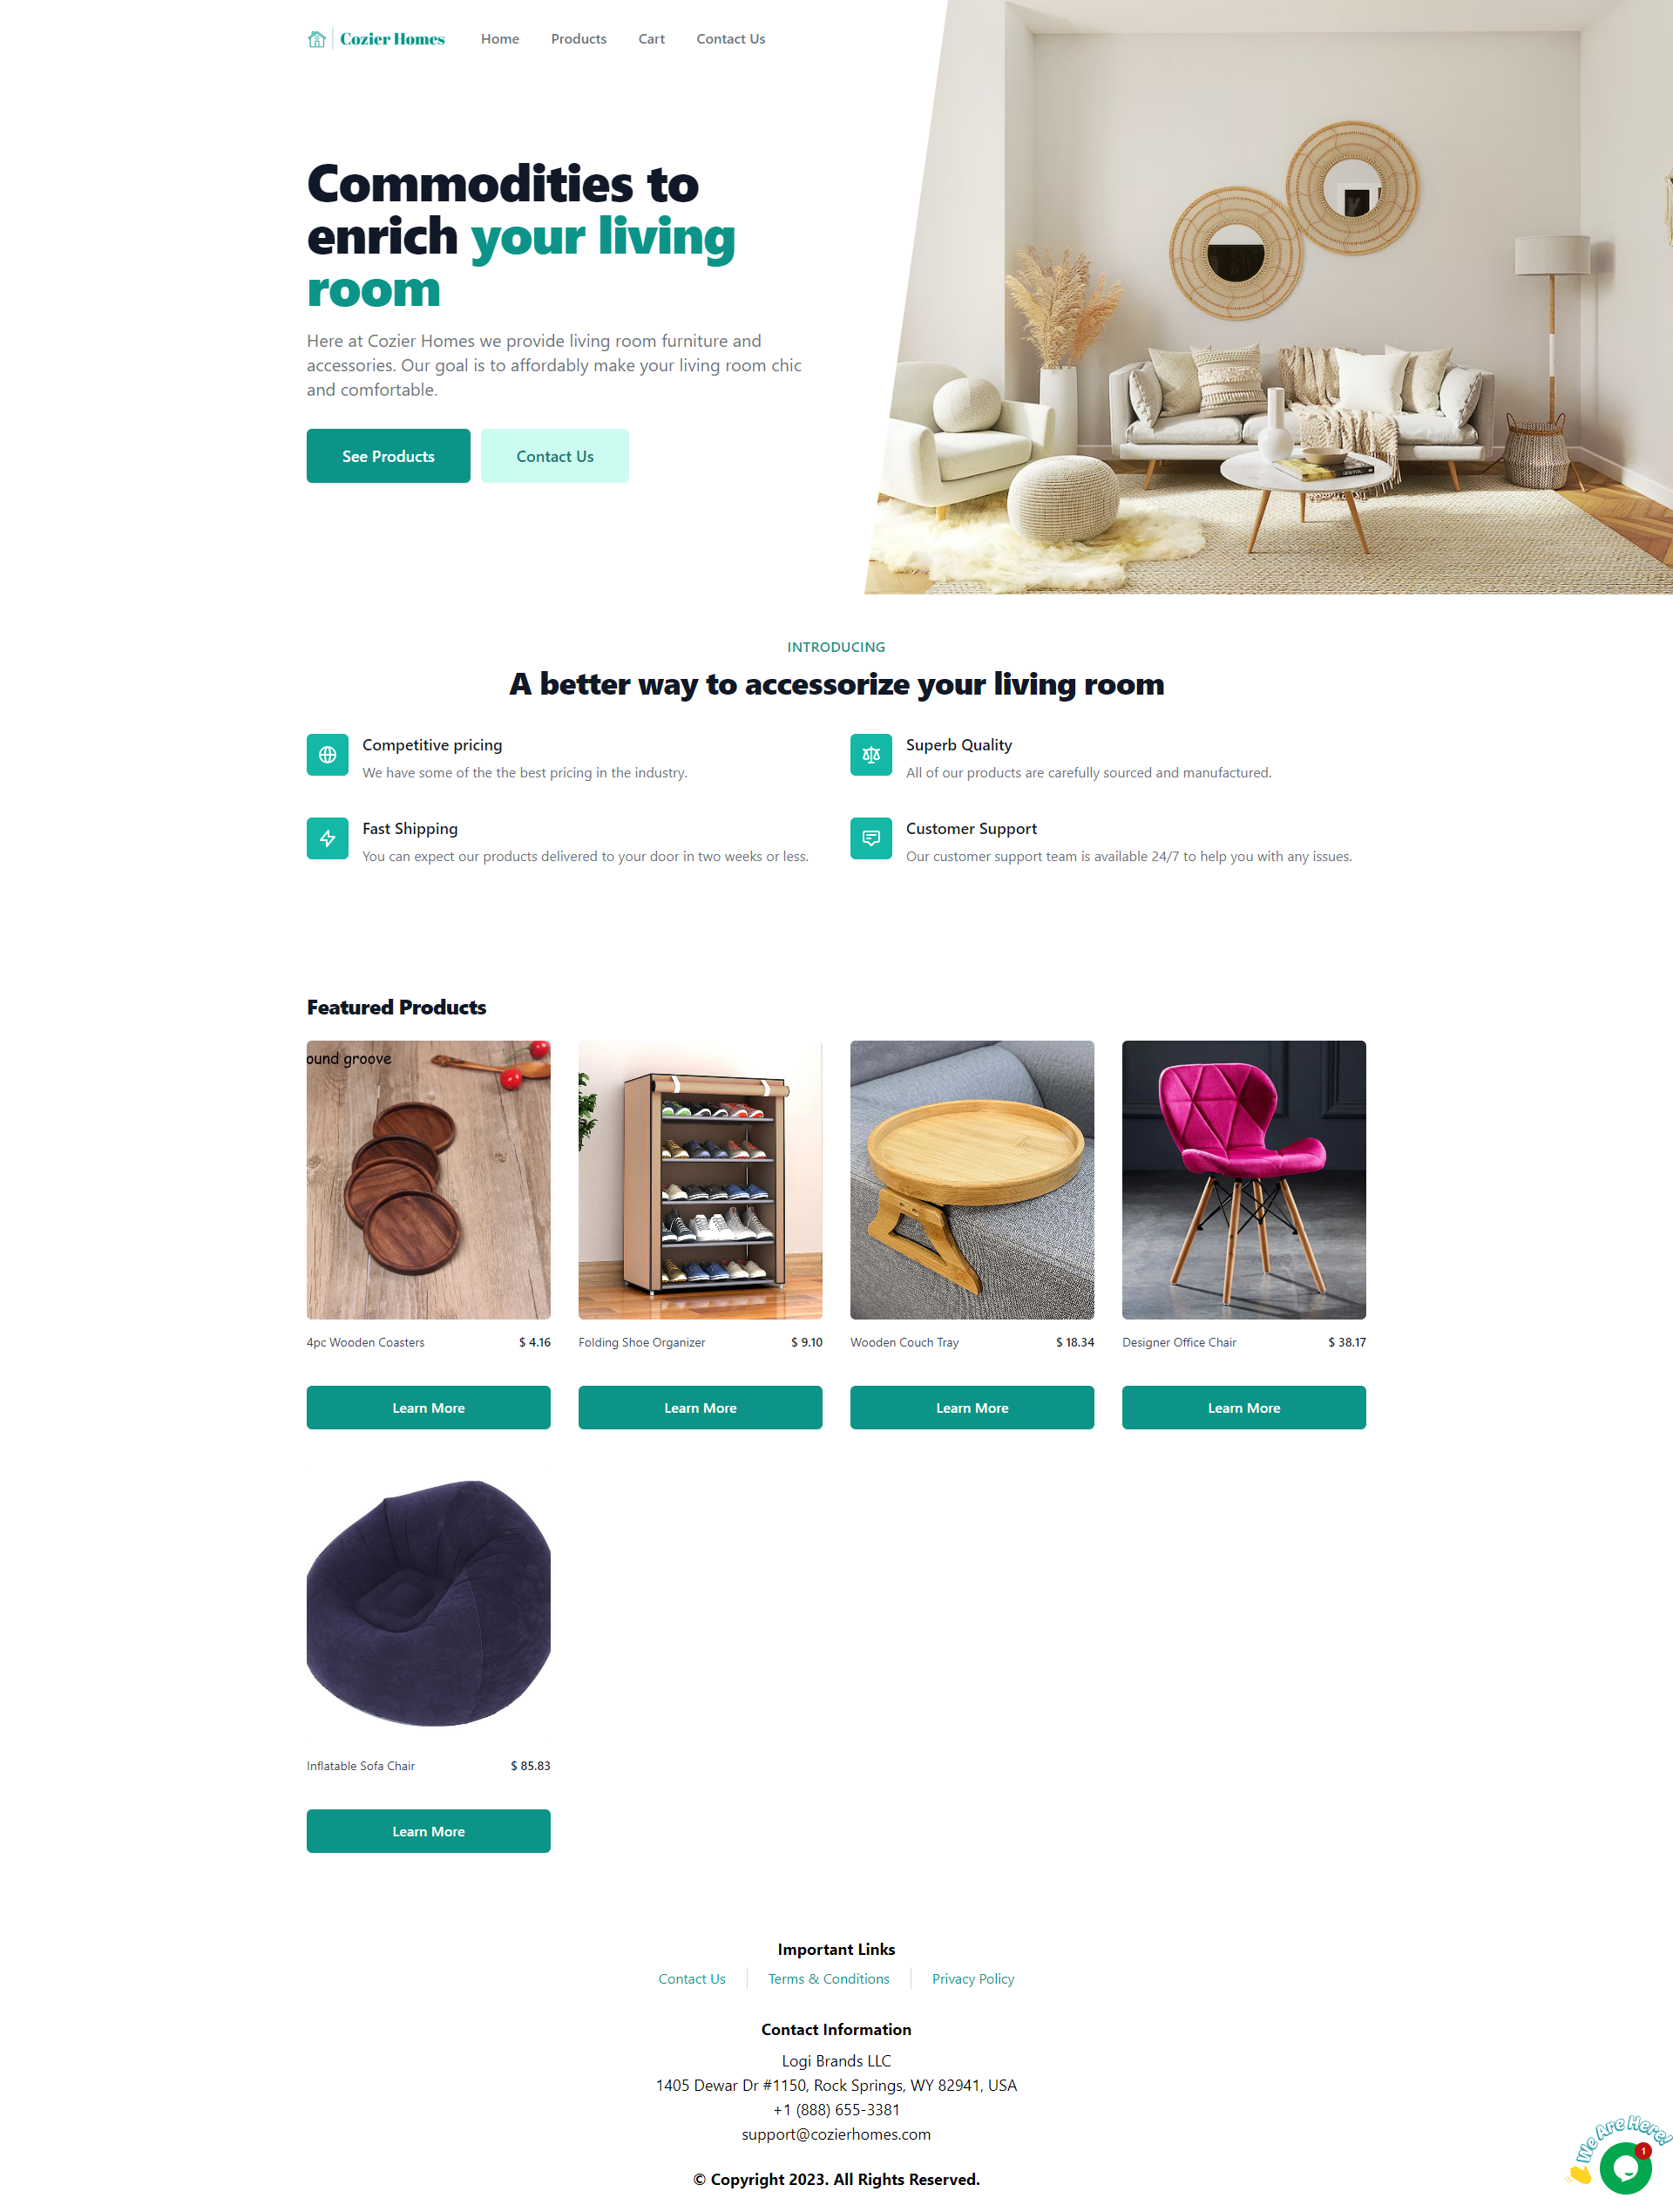 Cozier Homes
Home
Products
Cart
Contact Us
Commodities to
enrich your living
room
Here at Cozier Homes we provide living room furniture and
accessories. Our goal is to affordably make your living room chic
and comfortable.
See Products
Contact Us
INTRODUCING
A better way to accessorize your living room
Competitive pricing
We have some of the the best pricing in the industry.
Superb Quality
All of our products are carefully sourced and manufactured.
Fast Shipping
You can expect our products delivered to your door in two weeks or less.
Customer Support
Our customer support team is available 24/7 to help you with any issues.
Featured Products
ound groove
4pc Wooden Coasters
$ 4.16
Folding Shoe Organizer
$ 9.10
Wooden Couch Tray
$ 18.34
Designer Office Chair
$ 38.17
Learn More
Learn More
Learn More
Learn More
Inflatable Sofa Chair
$ 85.83
Learn More
Important Links
Contact Us
Terms & Conditions
Privacy Policy
Contact Information
Logi Brands LLC
1405 Dewar Dr #1150, Rock Springs, WY 82941, USA
+1 (888) 655-3381
support@cozierhomes.com
© Copyright 2023. All Rights Reserved.
We Are Here!
1